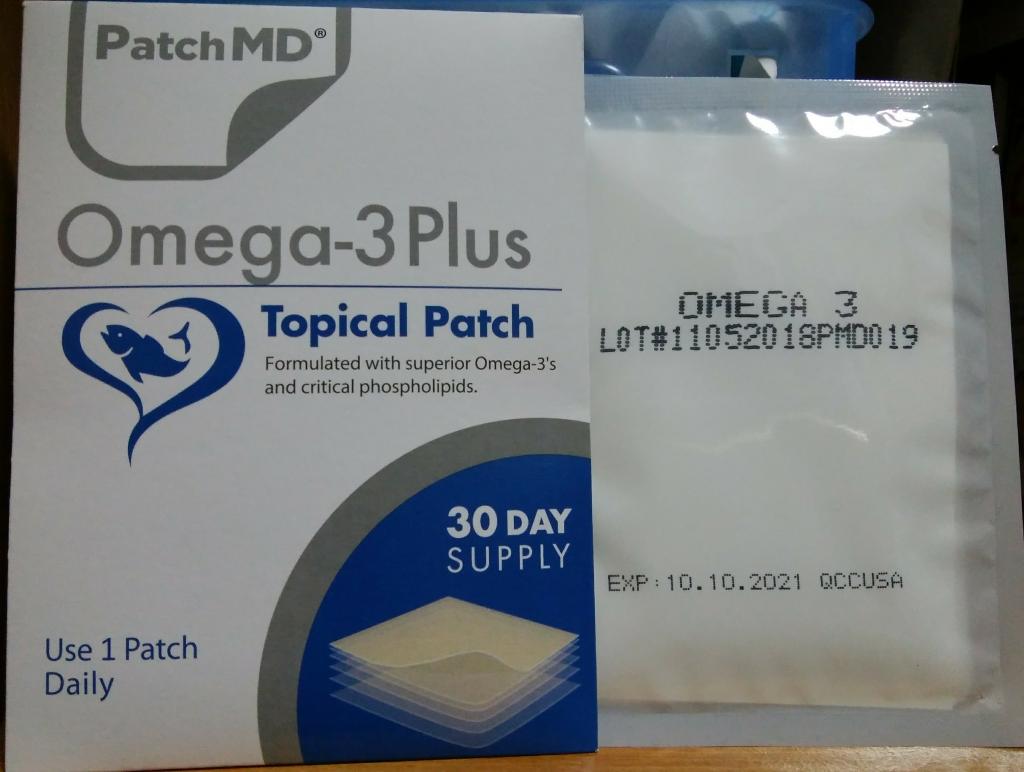 PatchMD®
Omega-3 Plus
Topical Patch
Formulated with superior Omega-3's
and critical phospholipids.
30 DAY
SUPPLY
Use 1 Patch
Daily
OMEGA 3
LOT#11052018PMD019
EXP:10.10.2021 QCCUSA